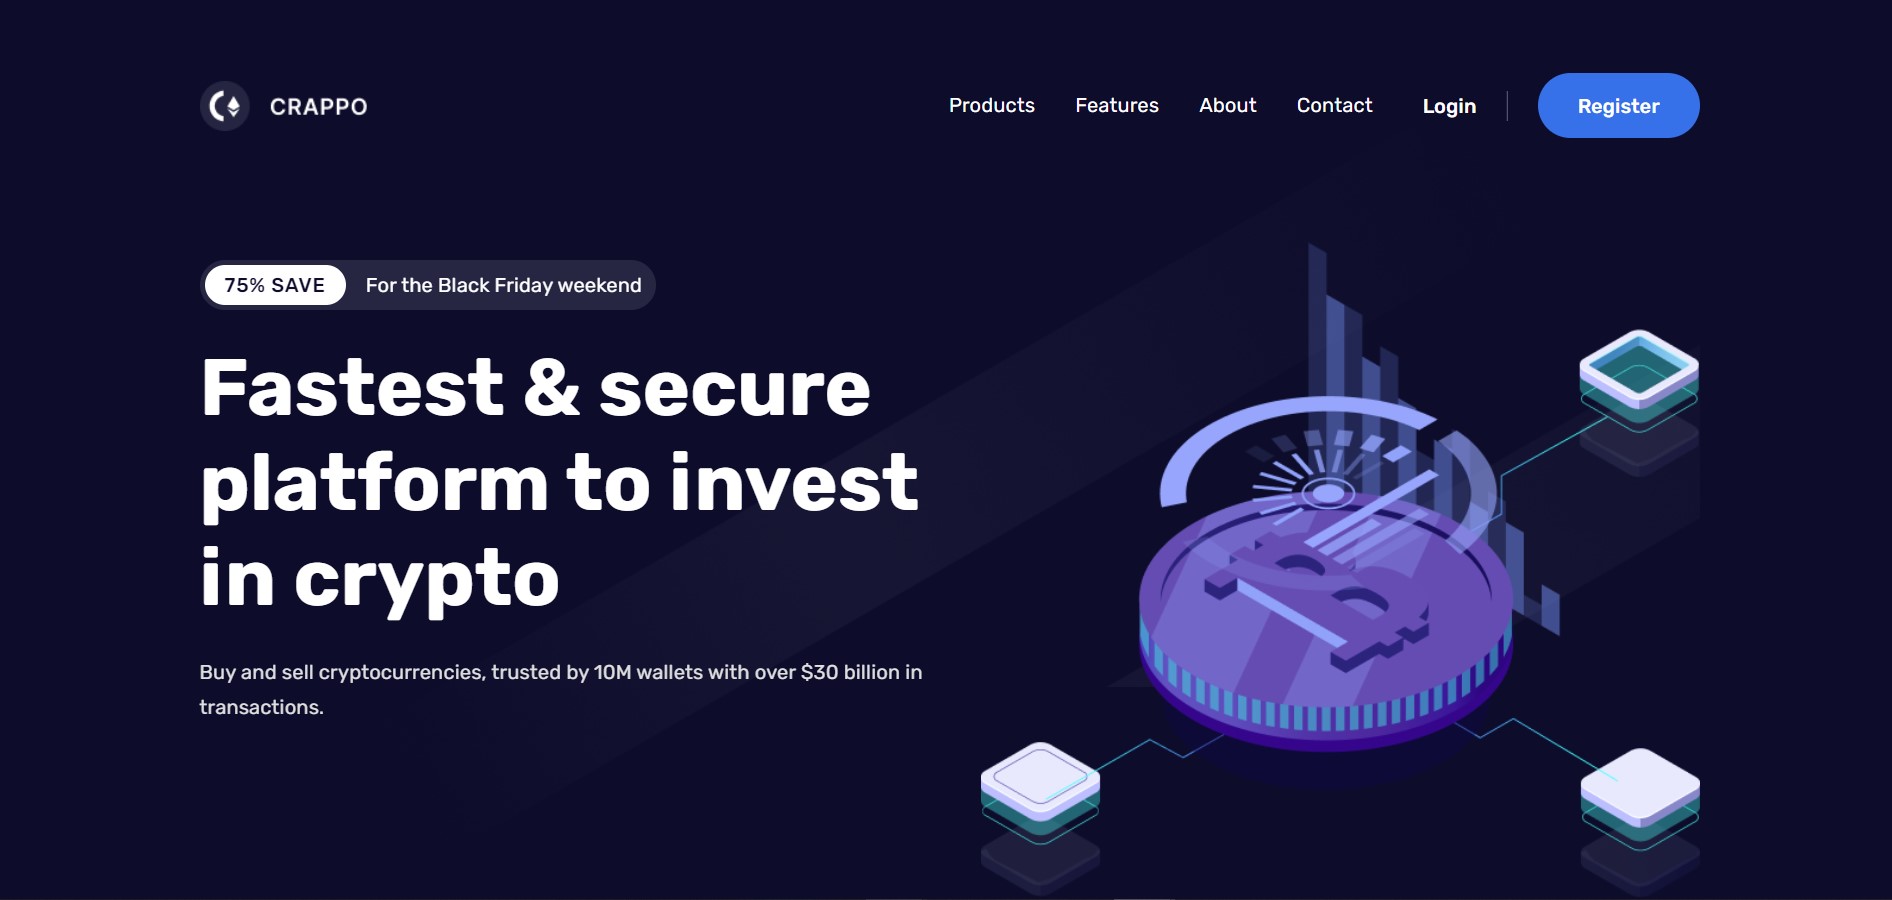 CRAPPO
Products Features About Contact Login Register
75% SAVE For the Black Friday weekend
Fastest & secure
platform to invest
in crypto
Buy and sell cryptocurrencies, trusted by 10M wallets with over $30 billion in
transactions.